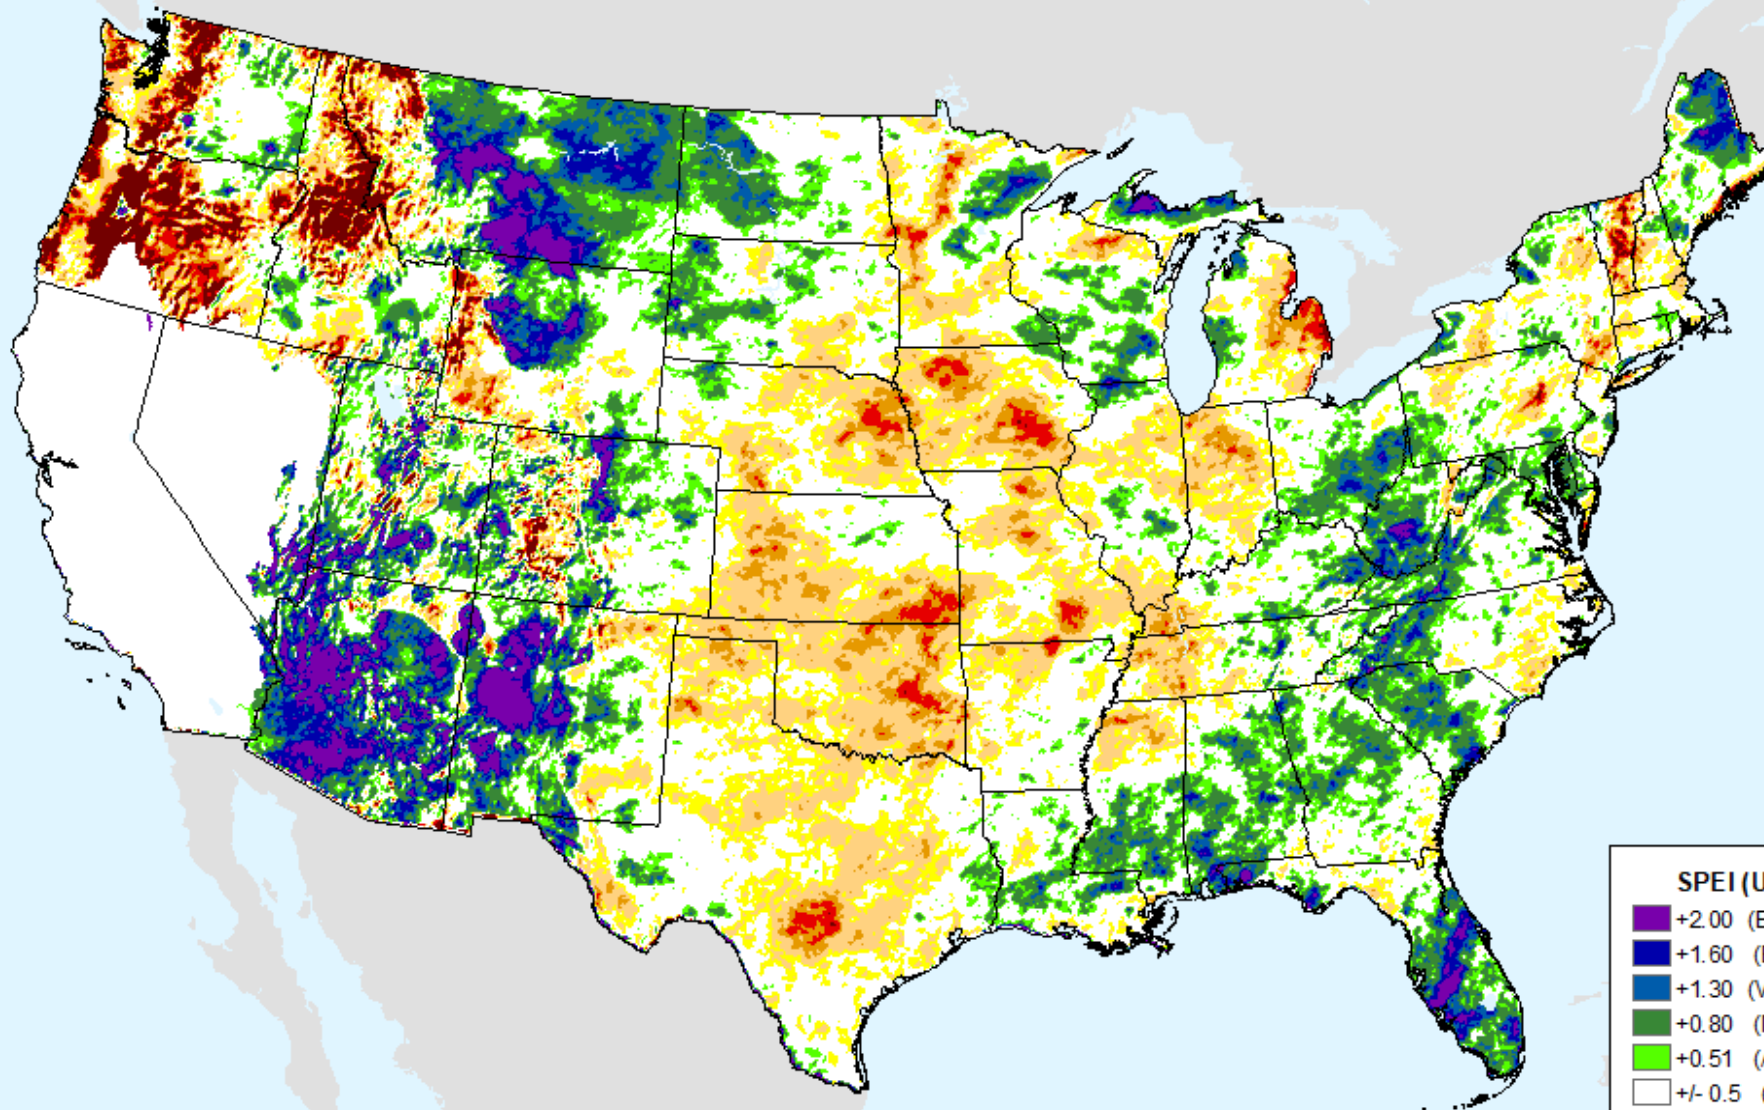 SPEI (U
+2.00 (E
+1.60 (
+1.30 (V
+0.80 (
+0.51 (
+/- 0.5 (